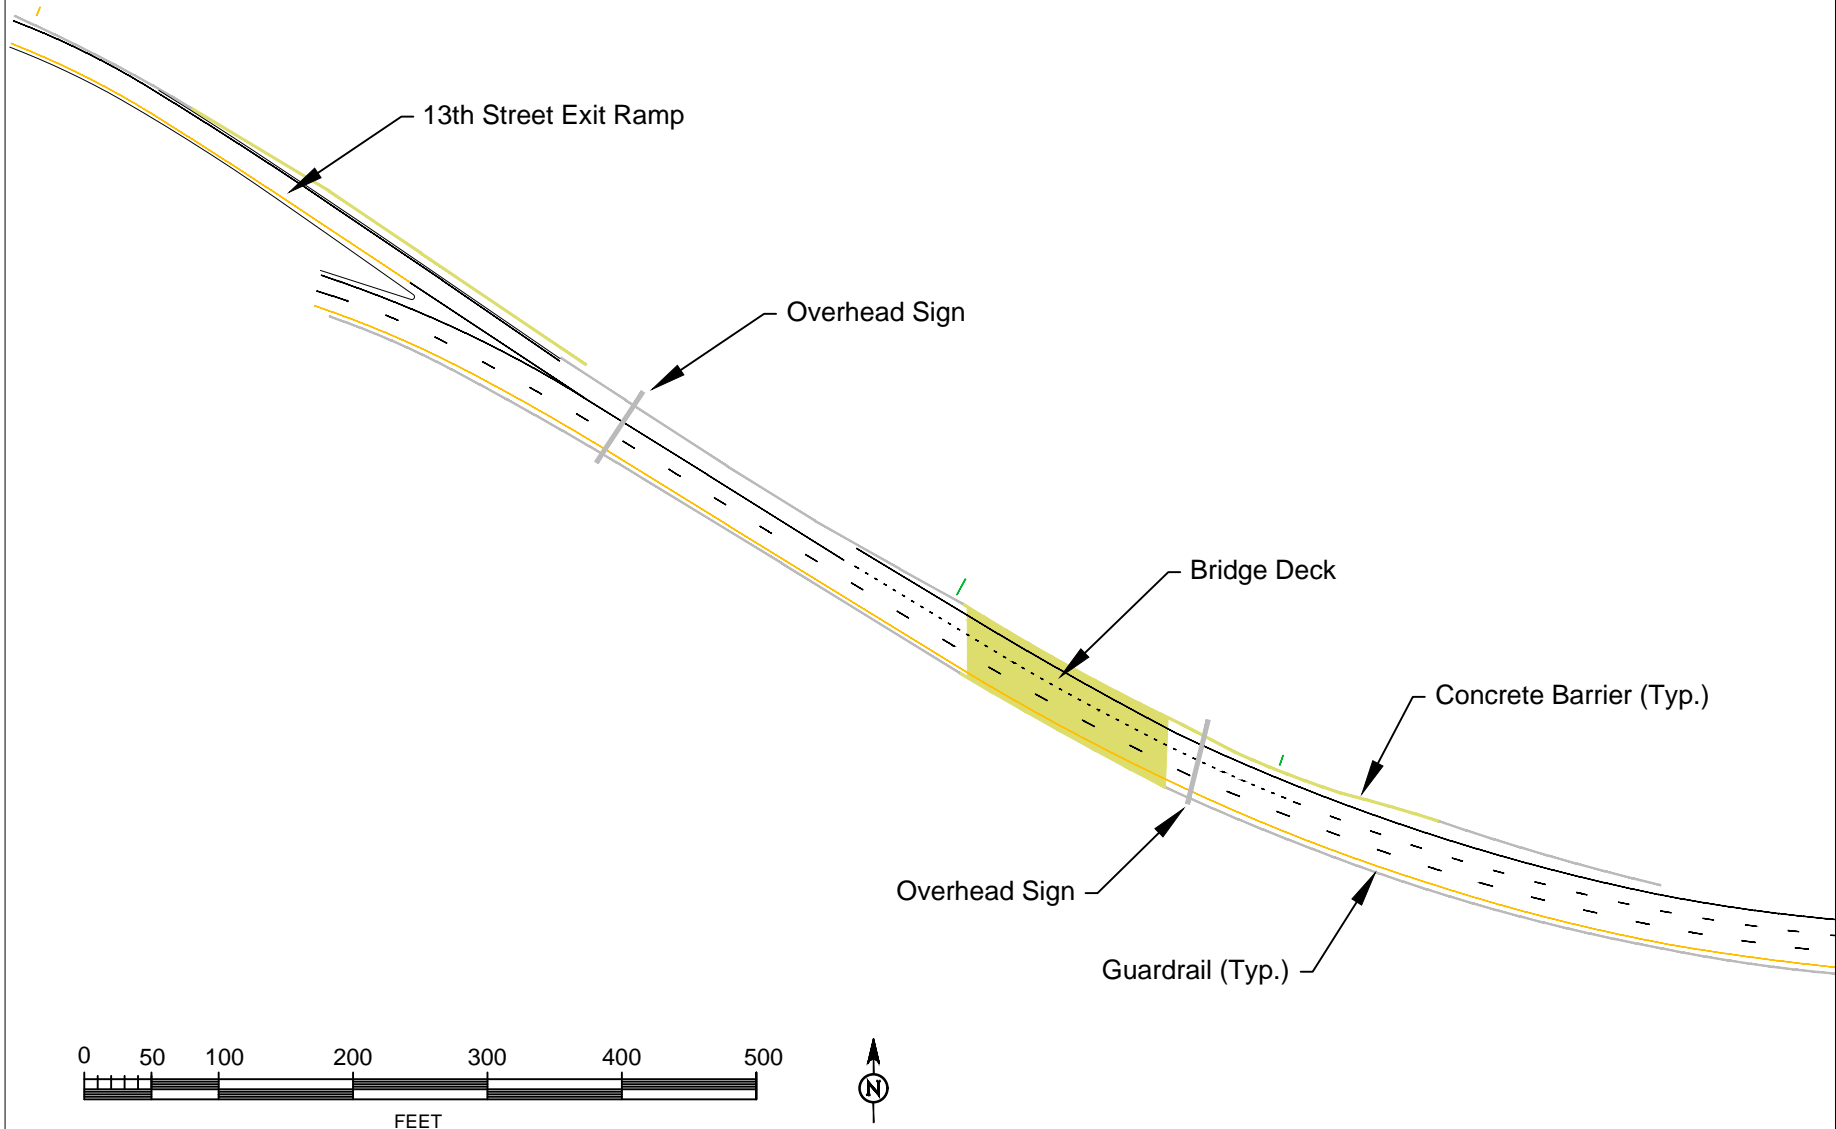 13th Street Exit Ramp
Overhead Sign
Bridge Deck
Concrete Barrier (Typ.)
Overhead Sign
Guardrail (Typ.)
0 50 100 200 300 400 500
FEET
N